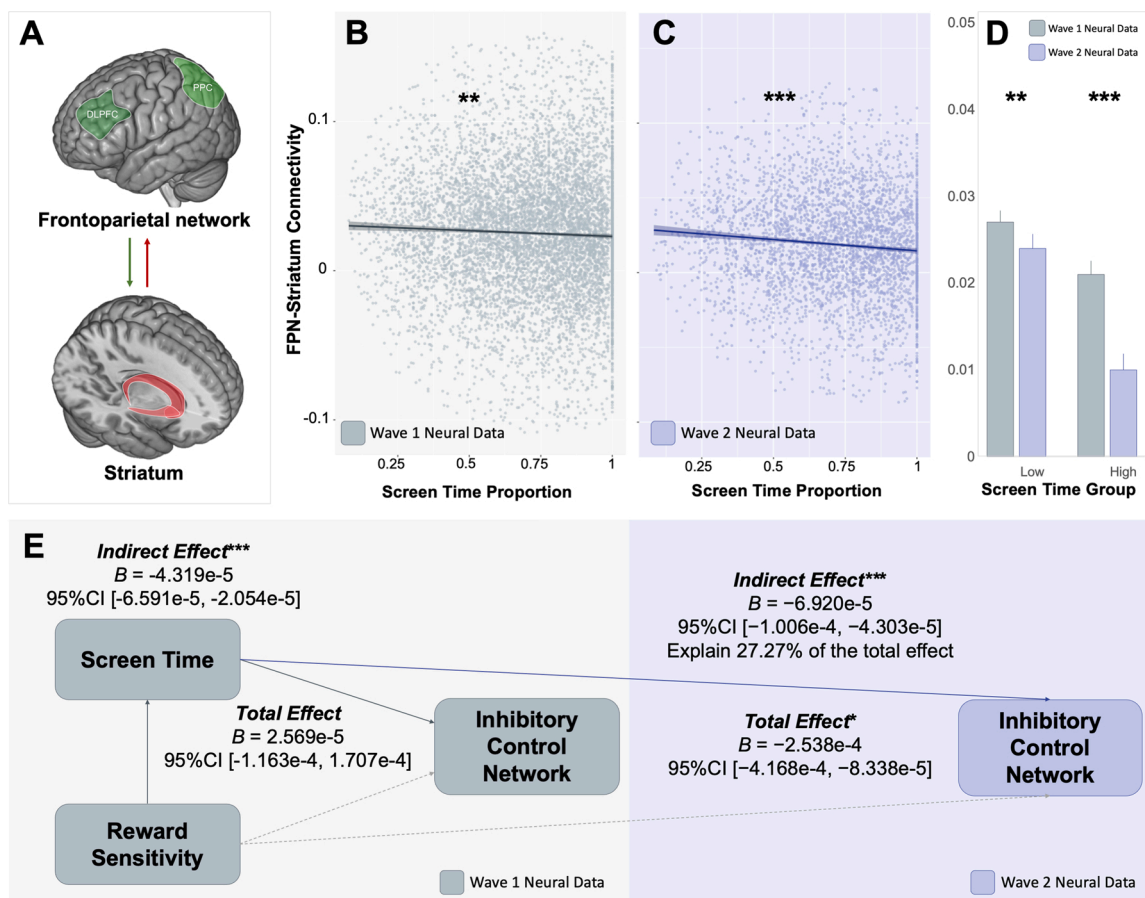 A
PPC
DLPFC
Frontoparietal network
Striatum
B
**
FPN-Striatum Connectivity
0.1
0
-0.1
Wave 1 Neural Data
0.25
0.5
0.75
1
Screen Time Proportion
C
***
Wave 2 Neural Data
0.25
0.5
0.75
1
Screen Time Proportion
D
Wave 1 Neural Data
Wave 2 Neural Data
** ***
0.05
0.04
0.03
0.02
0.01
0
Low
High
Screen Time Group
E
Indirect Effect***
B = -4.319e-5
95%CI [-6.591e-5, -2.054e-5]
Screen Time
Total Effect
B = 2.569e-5
95%CI [-1.163e-4, 1.707e-4]
Inhibitory
Control
Network
Reward
Sensitivity
Wave 1 Neural Data
Indirect Effect***
B = −6.920e-5
95%CI [−1.006e-4, −4.303e-5]
Explain 27.27% of the total effect
Total Effect*
B = −2.538e-4
95%CI [−4.168e-4, −8.338e-5]
Inhibitory
Control
Network
Wave 2 Neural Data